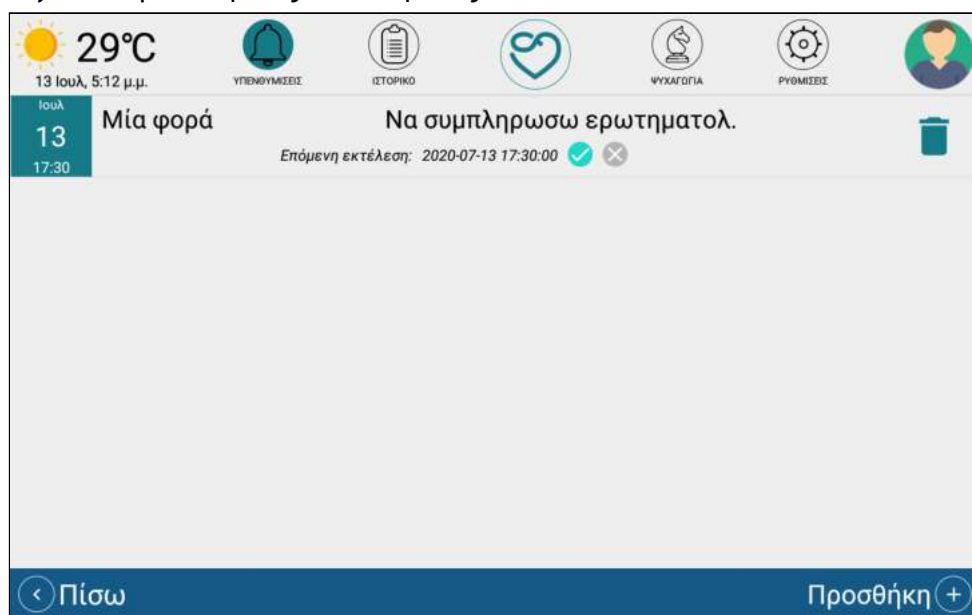 29°C
13 Ιουλ, 5:12 μ.μ.
ΥΠΕΝΘΥΜΙΣΕΙΣ
ΙΣΤΟΡΙΚΟ
ΨΥΧΑΓΩΓΙΑ
ΡΥΘΜΙΣΕΙΣ
Ιουλ
13
17:30
Μία φορά
Να συμπληρωσω ερωτηματολ.
Επόμενη εκτέλεση: 2020-07-13 17:30:00
Πίσω
Προσθήκη